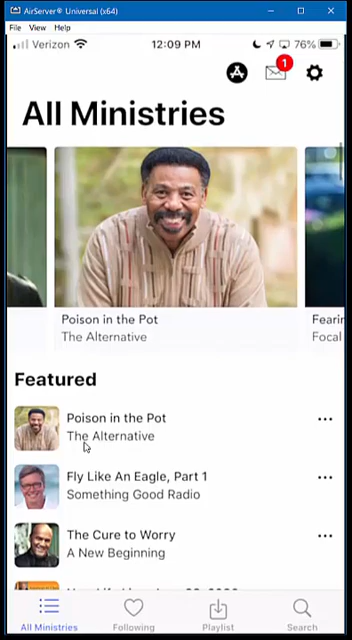 AirServer® Universal (x64)
File View Help
Verizon 12:09 PM 76%
1
All Ministries
Poison in the Pot
The Alternative
Fearin
Focal
Featured
Poison in the Pot
The Alternative
Fly Like An Eagle, Part 1
Something Good Radio
The Cure to Worry
A New Beginning
All Ministries Following Playlist Search